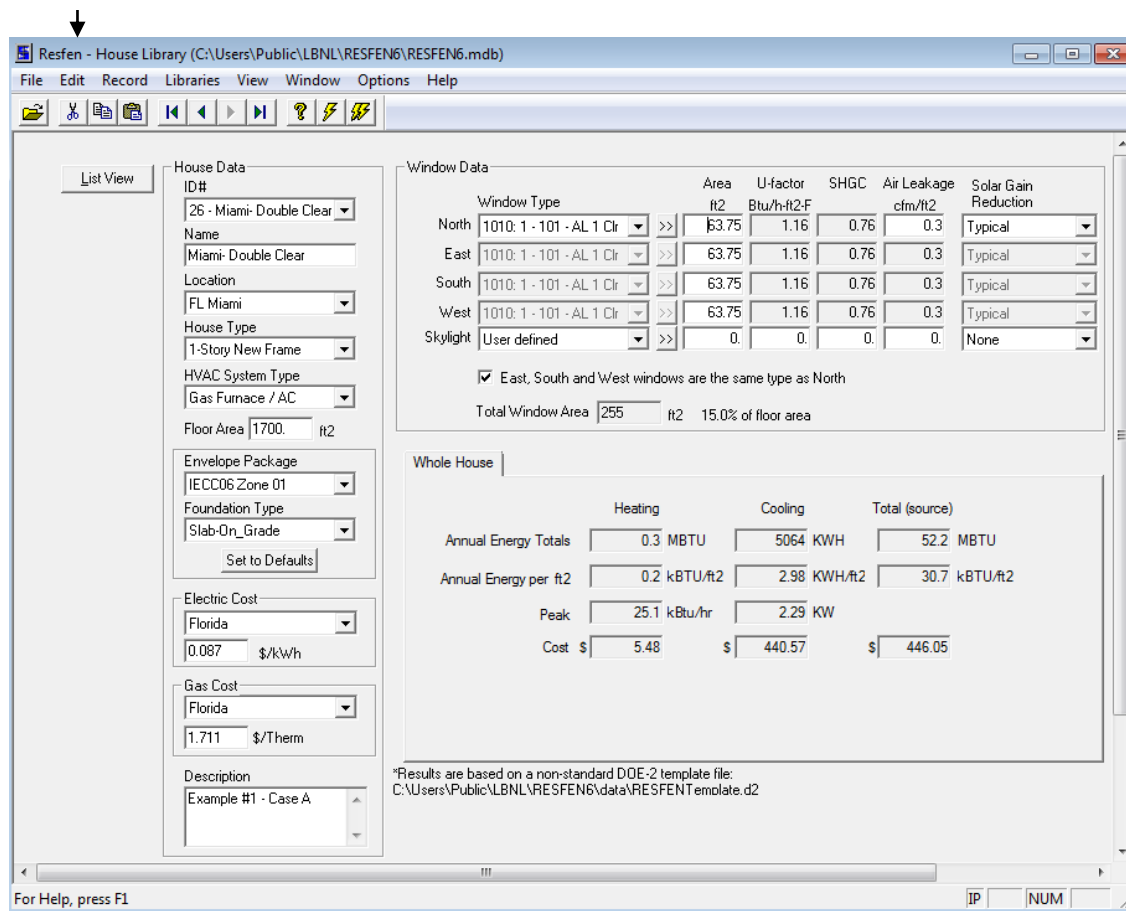 Resfen - House Library (C:\Users\Public\LBNL\RESFEN6\RESFEN6.mdb)
File Edit Record Libraries View Window Options Help
List View
House Data
ID#
26 - Miami- Double Clear
Name
Miami- Double Clear
Location
FL Miami
House Type
1-Story New Frame
HVAC System Type
Gas Furnace / AC
Floor Area 1700. ft2
Envelope Package
IECC06 Zone 01
Foundation Type
Slab-On_Grade
Set to Defaults
Electric Cost
Florida
0.087 $/kWh
Gas Cost
Florida
1.711 $/Therm
Description
Example #1 - Case A
Window Data
Area U-factor SHGC Air Leakage Solar Gain
Window Type ft2 Btu/h-ft2-F cfm/ft2 Reduction
North 1010: 1 - 101 - AL 1 Clr >> 63.75 1.16 0.76 0.3 Typical
East 1010: 1 - 101 - AL 1 Clr >> 63.75 1.16 0.76 0.3 Typical
South 1010: 1 - 101 - AL 1 Clr >> 63.75 1.16 0.76 0.3 Typical
West 1010: 1 - 101 - AL 1 Clr >> 63.75 1.16 0.76 0.3 Typical
Skylight User defined >> 0. 0. 0. 0. None
East, South and West windows are the same type as North
Total Window Area 255 ft2 15.0% of floor area
Whole House
Heating Cooling Total (source)
Annual Energy Totals 0.3 MBTU 5064 KWH 52.2 MBTU
Annual Energy per ft2 0.2 kBTU/ft2 2.98 KWH/ft2 30.7 kBTU/ft2
Peak 25.1 kBtu/hr 2.29 KW
Cost $ 5.48 $ 440.57 $ 446.05
*Results are based on a non-standard DOE-2 template file:
C:\Users\Public\LBNL\RESFEN6\data\RESFENTemplate.d2
For Help, press F1 IP NUM